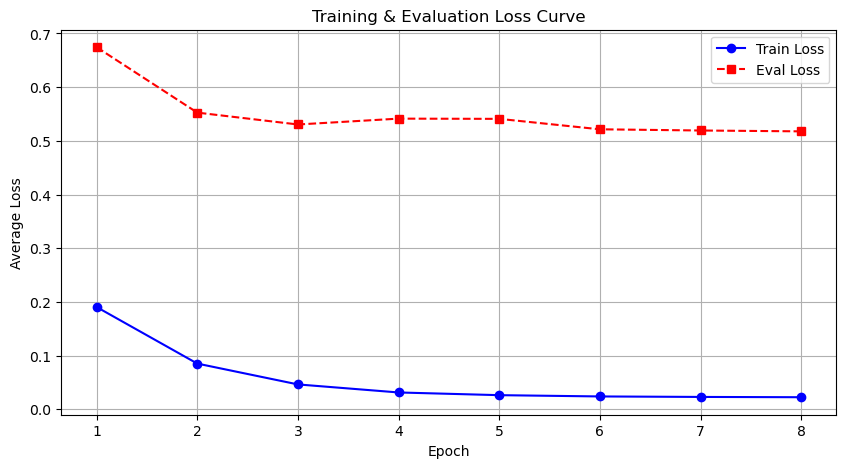 Training & Evaluation Loss Curve
Train Loss
Eval Loss
Average Loss
0.7
0.6
0.5
0.4
0.3
0.2
0.1
0.0
1 2 3 4 5 6 7 8
Epoch